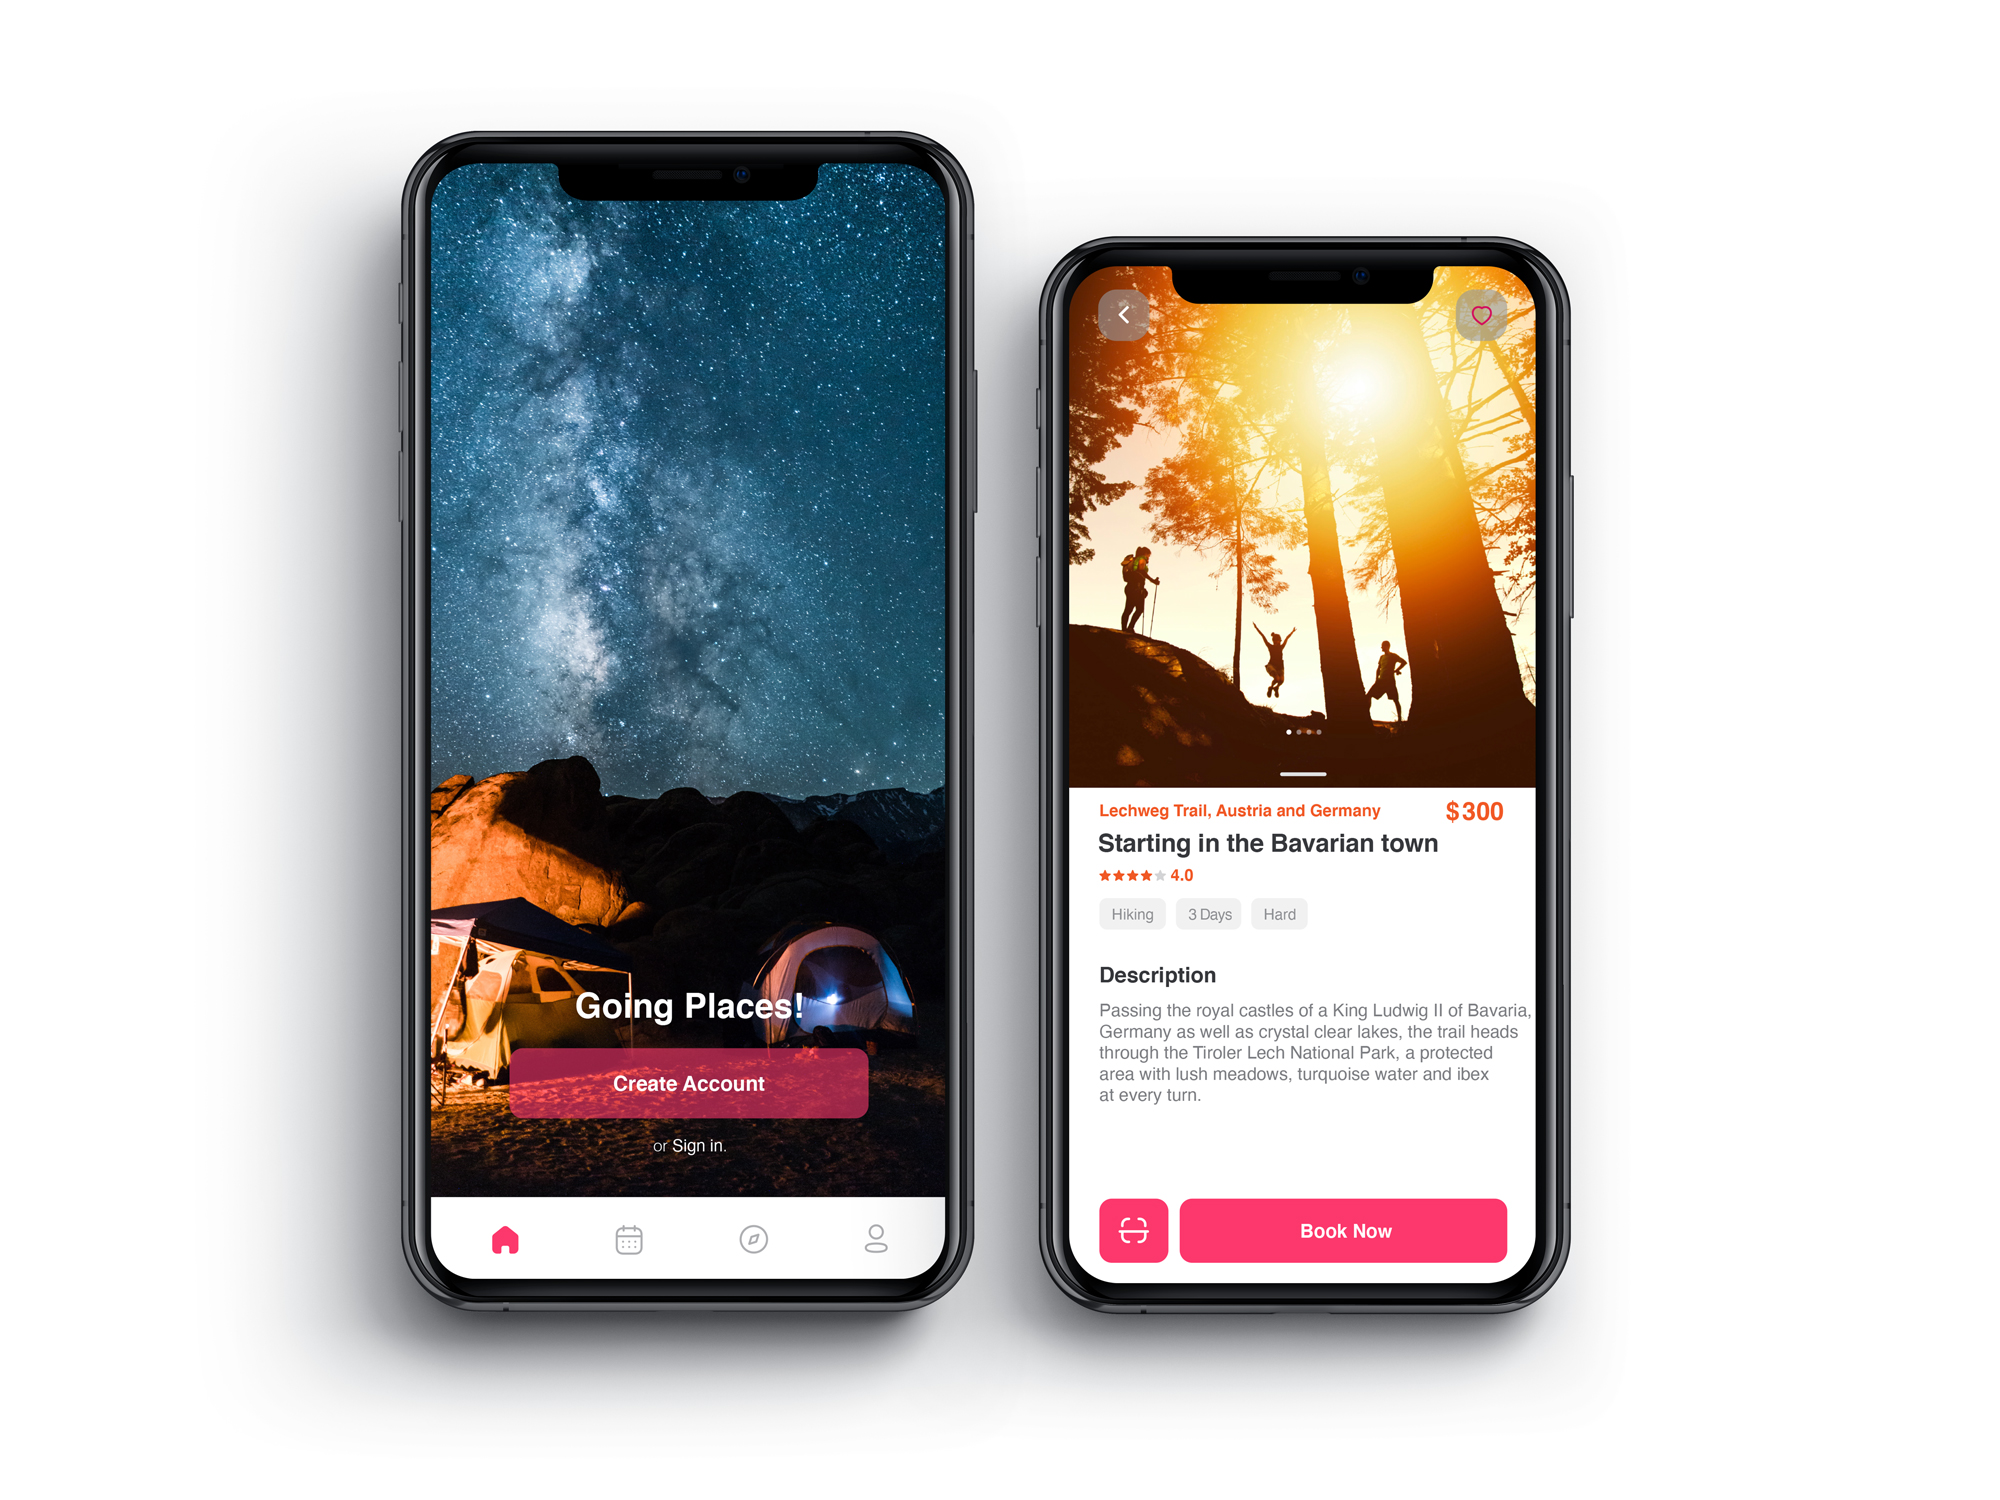 Going Places!
Create Account
or Sign in.
Lechweg Trail, Austria and Germany
$300
Starting in the Bavarian town
4.0
Hiking
3 Days
Hard
Description
Passing the royal castles of a King Ludwig II of Bavaria,
Germany as well as crystal clear lakes, the trail heads
through the Tiroler Lech National Park, a protected
area with lush meadows, turquoise water and ibex
at every turn.
Book Now